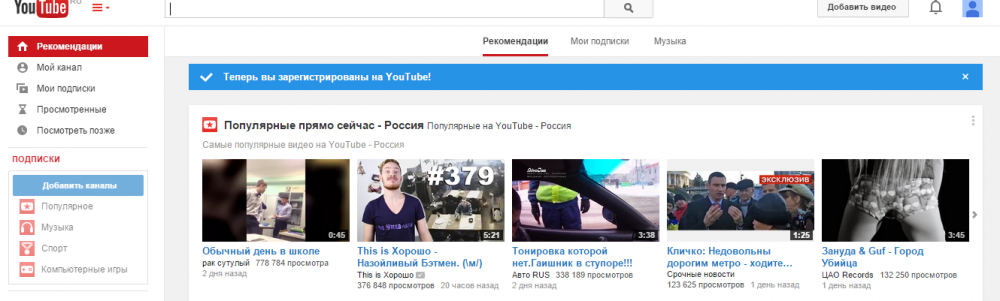 YouTube RU
Добавить видео
Рекомендации
Мой канал
Мои подписки
Просмотренные
Посмотреть позже
ПОДПИСКИ
Добавить каналы
Популярное
Музыка
Спорт
Компьютерные игры
Рекомендации Мои подписки Музыка
Теперь вы зарегистрированы на YouTube! ×
Популярные прямо сейчас - Россия Популярные на YouTube - Россия
Самые популярные видео на YouTube - Россия
0:45
Обычный день в школе
рак сутулый 778 784 просмотра
2 дня назад
#379
5:21
This is Хорошо -
Назойливый Бэтмен. (\m/)
This is Хорошо
376 848 просмотров 20 часов назад
3:38
Тонировка которой
нет.Гаишник в ступоре!!!
Авто RUS 338 189 просмотров
2 дня назад
ЭКСКЛЮЗИВ
1:25
Кличко: Недовольны
дорогим метро - ходите...
Срочные новости
123 625 просмотров 1 день назад
3:45
Зануда & Guf - Город
Убийца
ЦАО Records 132 250 просмотров
1 день назад